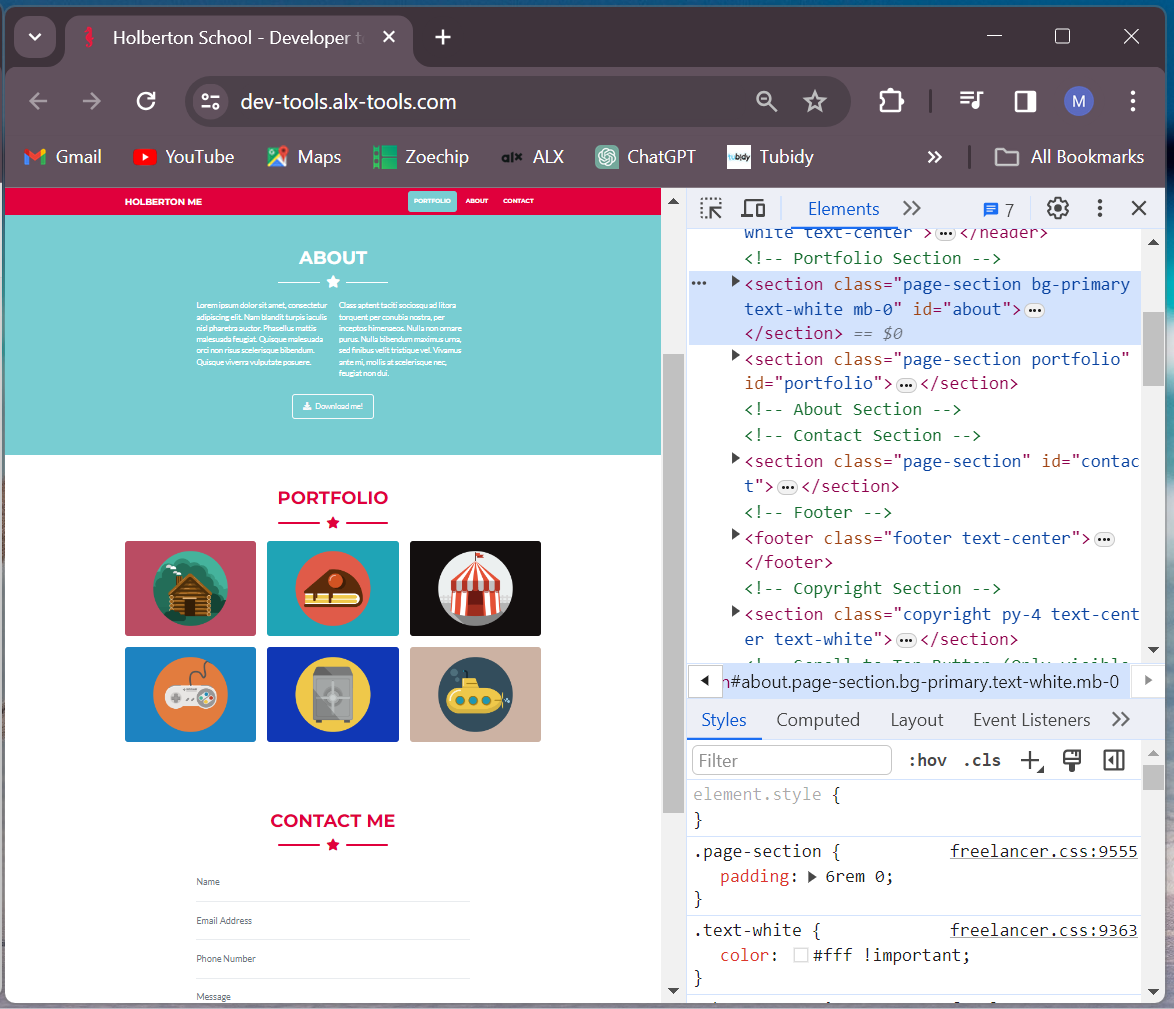 Holberton School - Developer to
dev-tools.alx-tools.com
M
Gmail
YouTube
Maps
Zoechip
alx ALX
ChatGPT
tubidy Tubidy
All Bookmarks
HOLBERTON ME
PORTFOLIO
ABOUT
CONTACT
ABOUT
Lorem ipsum dolor sit amet, consectetur
adipiscing elit. Nam blandit turpis iaculis
nisl pharetra auctor. Phasellus mattis
malesuada feugiat. Quisque malesuada
orci non risus scelerisque bibendum.
Quisque viverra vulputate posuere.
Class aptent taciti sociosqu ad litora
torquent per conubia nostra, per
inceptos himenaeos. Nulla non ornare
purus. Nulla bibendum maximus urna,
sed finibus velit tristique vel. Vivamus
ante mi, mollis at scelerisque nec,
feugiat non dui.
Download me!
PORTFOLIO
CONTACT ME
Name
Email Address
Phone Number
Message
Elements
7
white text-center ">…</header>
<!-- Portfolio Section -->
<section class="page-section bg-primary
text-white mb-0" id="about">…
</section> == $0
<section class="page-section portfolio"
id="portfolio">…</section>
<!-- About Section -->
<!-- Contact Section -->
<section class="page-section" id="contac
t">…</section>
<!-- Footer -->
<footer class="footer text-center">…
</footer>
<!-- Copyright Section -->
<section class="copyright py-4 text-cent
er text-white">…</section>
<!-- Scroll to Top Button (Only visible
n#about.page-section.bg-primary.text-white.mb-0
Styles
Computed
Layout
Event Listeners
Filter
:hov
.cls
element.style {
}
.page-section {
freelancer.css:9555
padding: 6rem 0;
}
.text-white {
freelancer.css:9363
color: #fff !important;
}